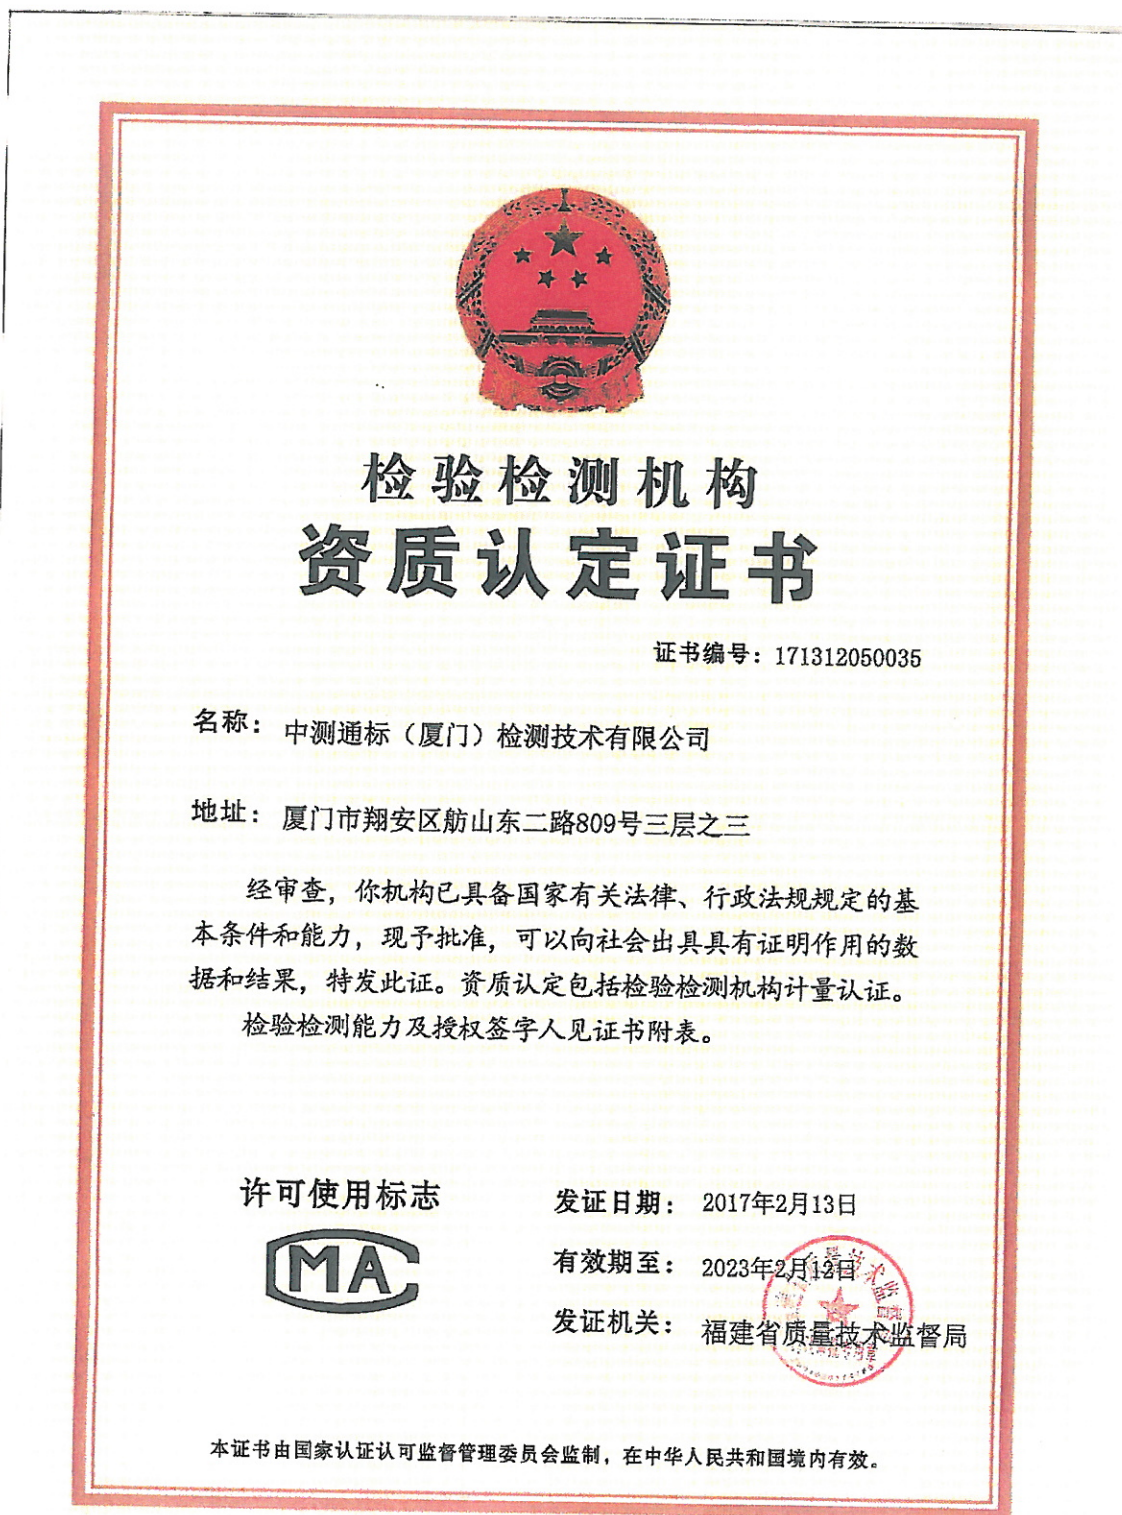 检验检测机构
资质认定证书
证书编号：171312050035
名称：中测通标（厦门）检测技术有限公司
地址：厦门市翔安区舫山东二路809号三层之三
经审查，你机构已具备国家有关法律、行政法规规定的基
本条件和能力，现予批准，可以向社会出具具有证明作用的数
据和结果，特发此证。资质认定包括检验检测机构计量认证。
检验检测能力及授权签字人见证书附表。
许可使用标志
MA
发证日期：2017年2月13日
有效期至：2023年2月12日
发证机关：福建省质量技术监督局
本证书由国家认证认可监督管理委员会监制，在中华人民共和国境内有效。